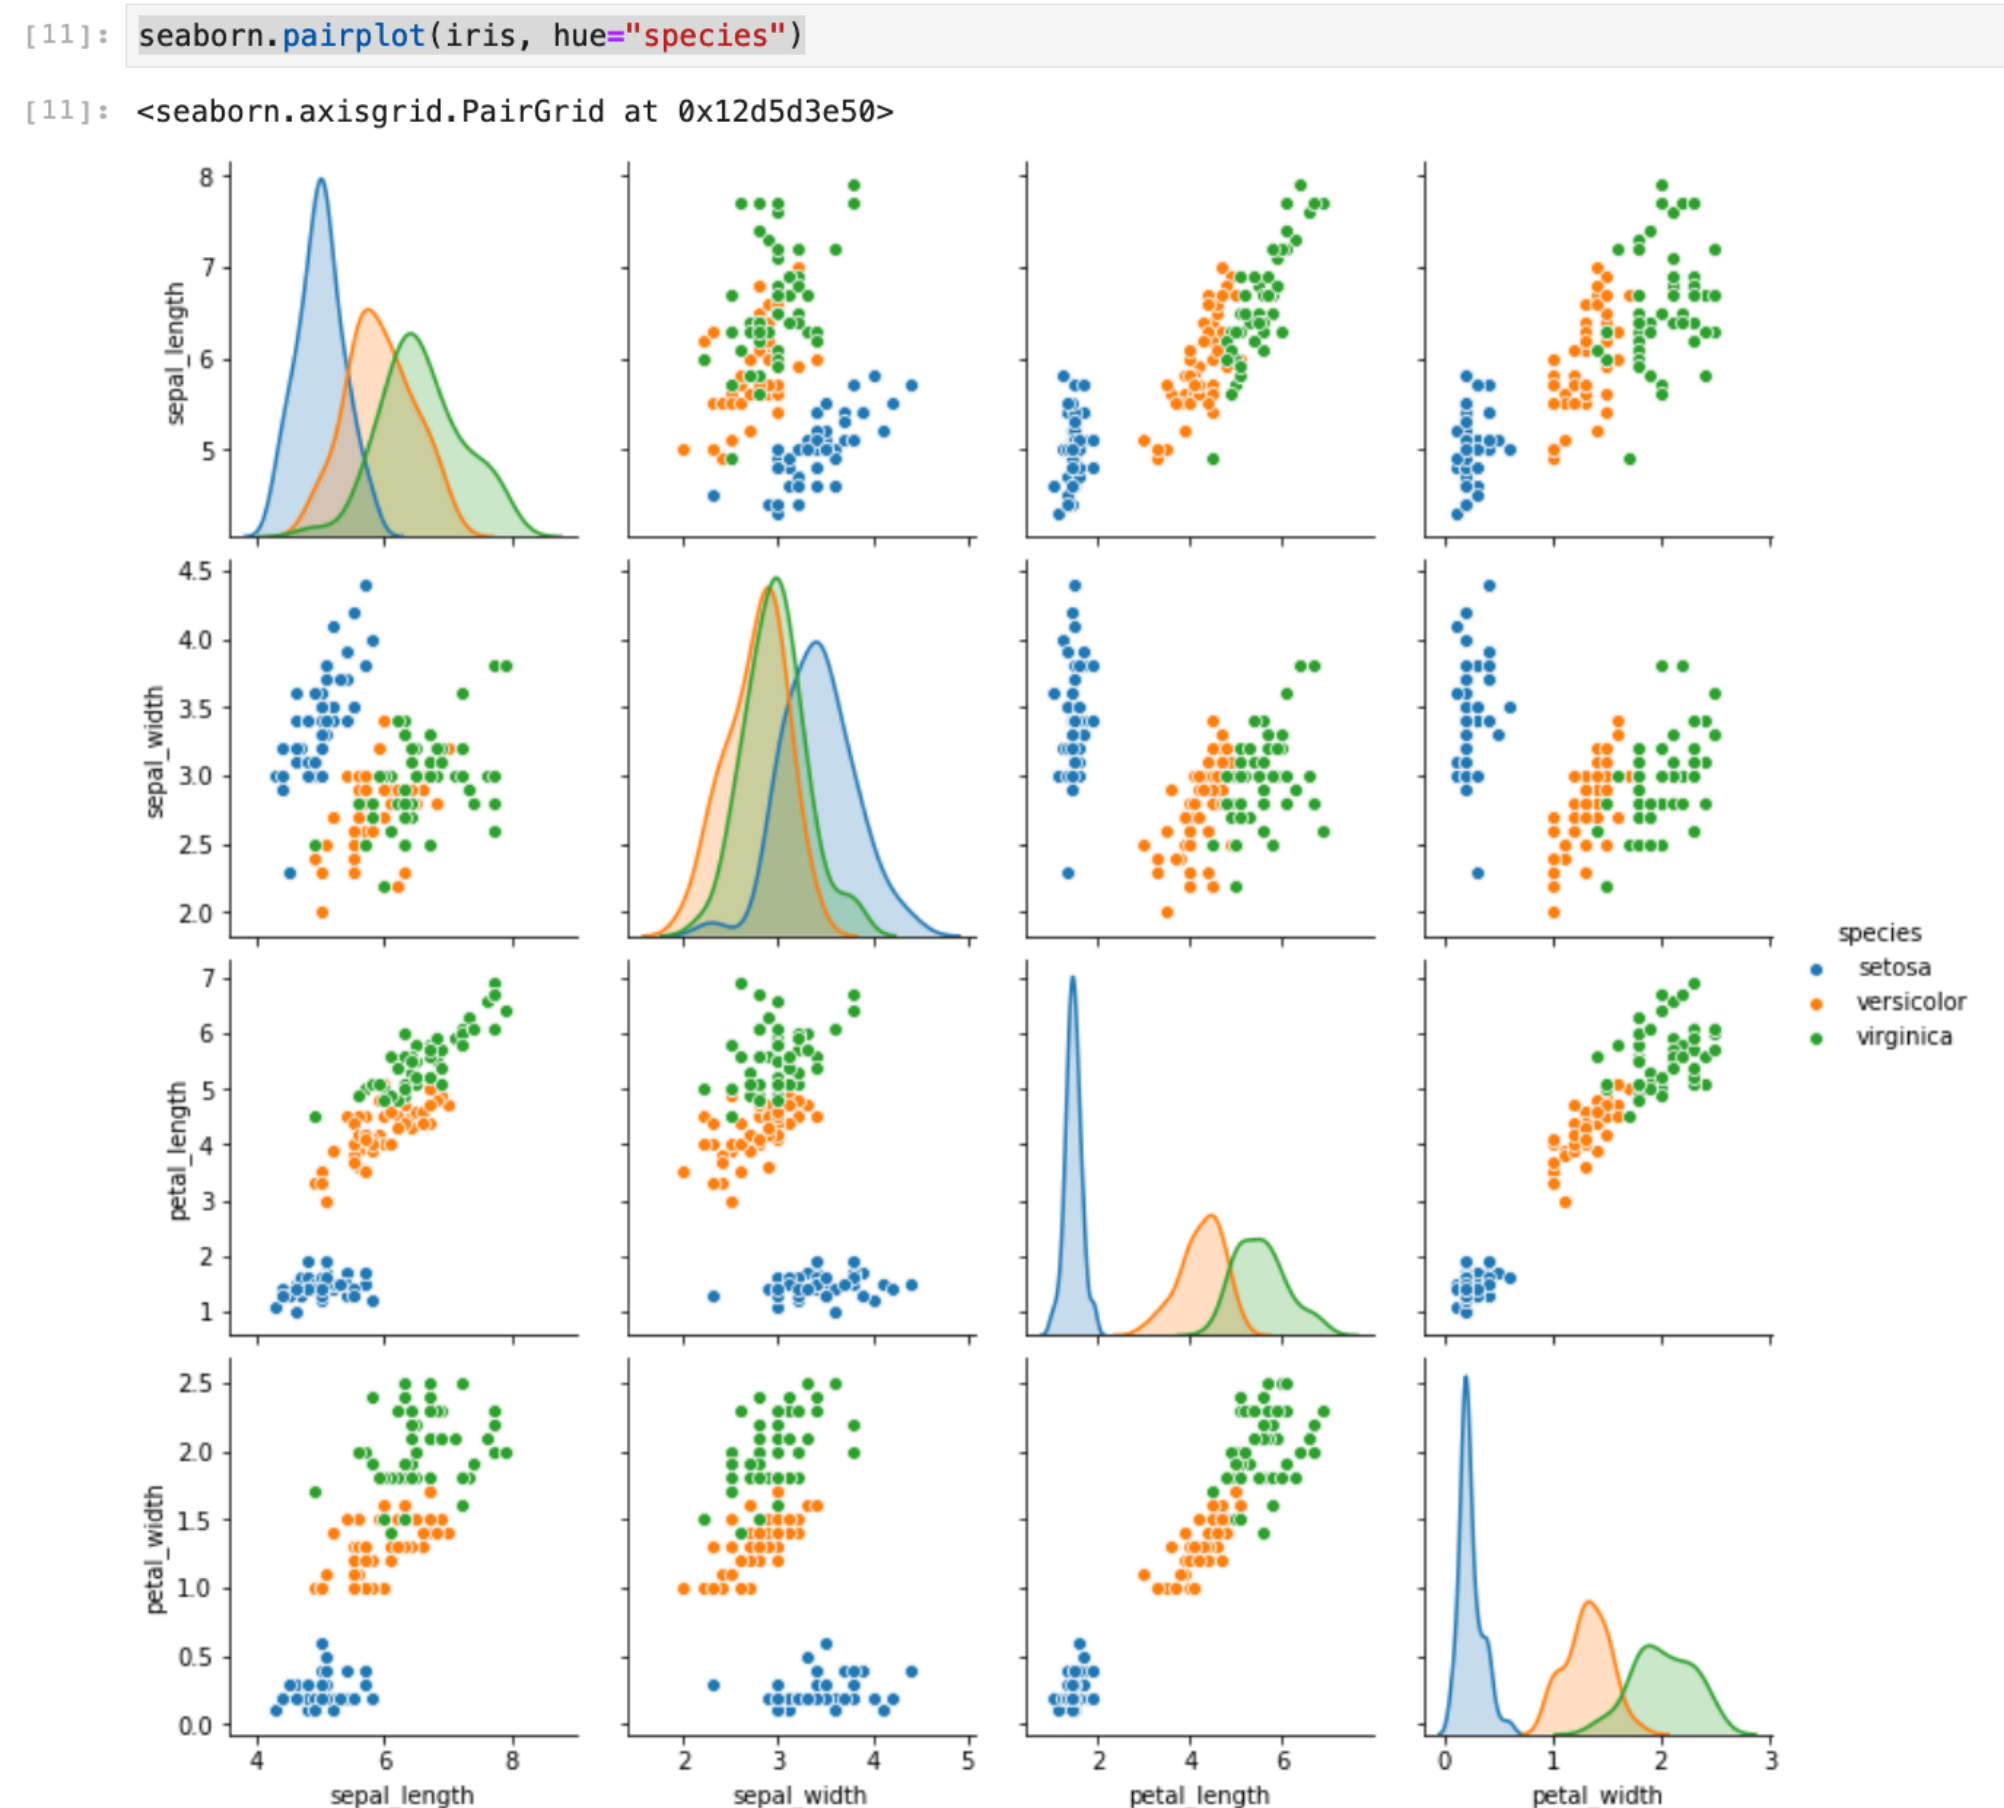 [11]: seaborn.pairplot(iris, hue="species")
[11]: <seaborn.axisgrid.PairGrid at 0x12d5d3e50>
8
7
6
5
sepal_length
4 6 8
4.5
4.0
3.5
3.0
2.5
2.0
sepal_width
species
setosa
versicolor
virginica
7
6
5
4
3
2
1
petal_length
2.5
2.0
1.5
1.0
0.5
0.0
petal_width
4 6 8
sepal_length
2 3 4 5
sepal_width
2 4 6
petal_length
0 1 2 3
petal_width